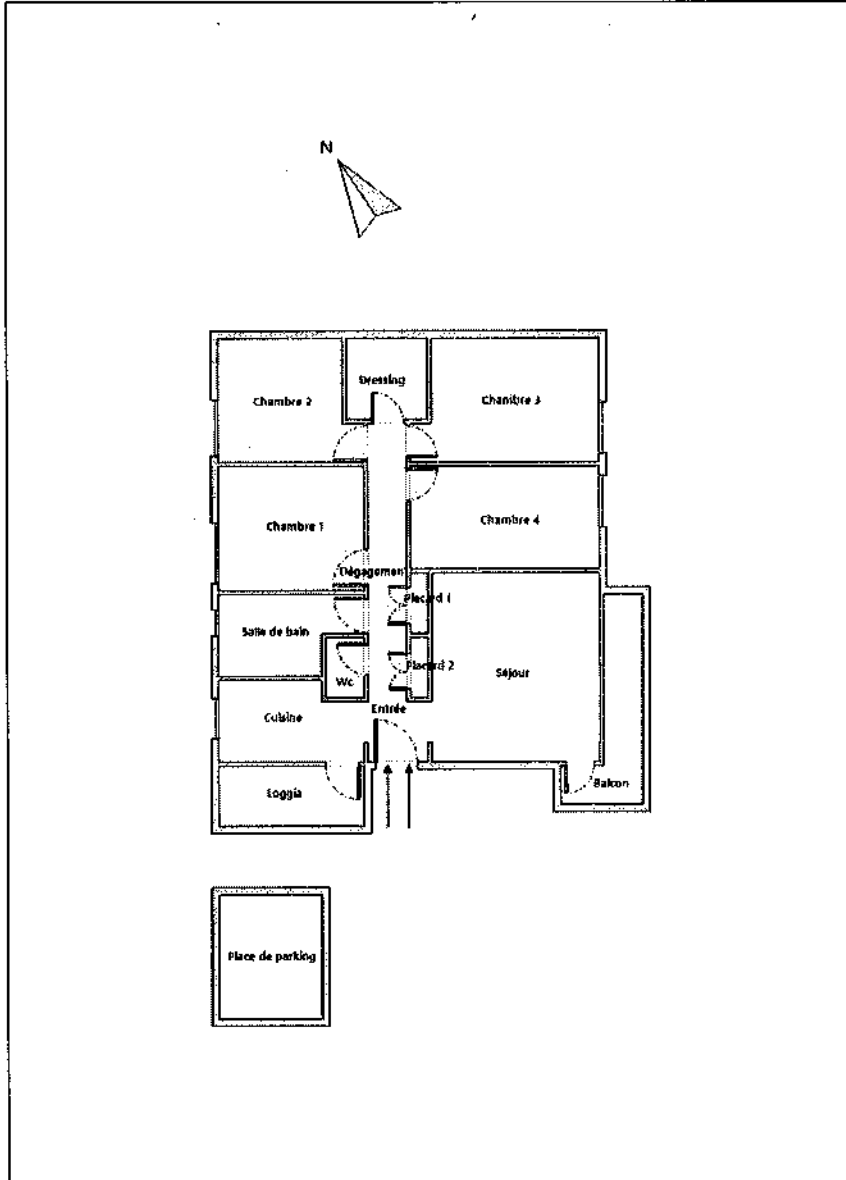 N
Dressing
Chambre 2
Chambre 3
Chambre 1
Chambre 4
Dégagement
Placard 1
Salle de bain
Placard 2
Séjour
Wc
Entrée
Cuisine
Loggia
Balcon
Place de parking